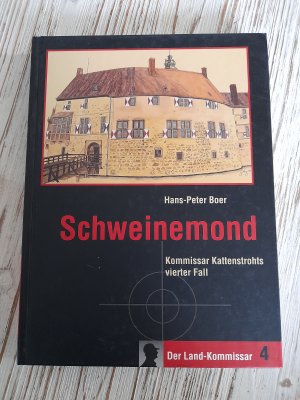 Hans-Peter Boer
Schweinemond
Kommissar Kattenstrohts
vierter Fall
Der Land-Kommissar 4